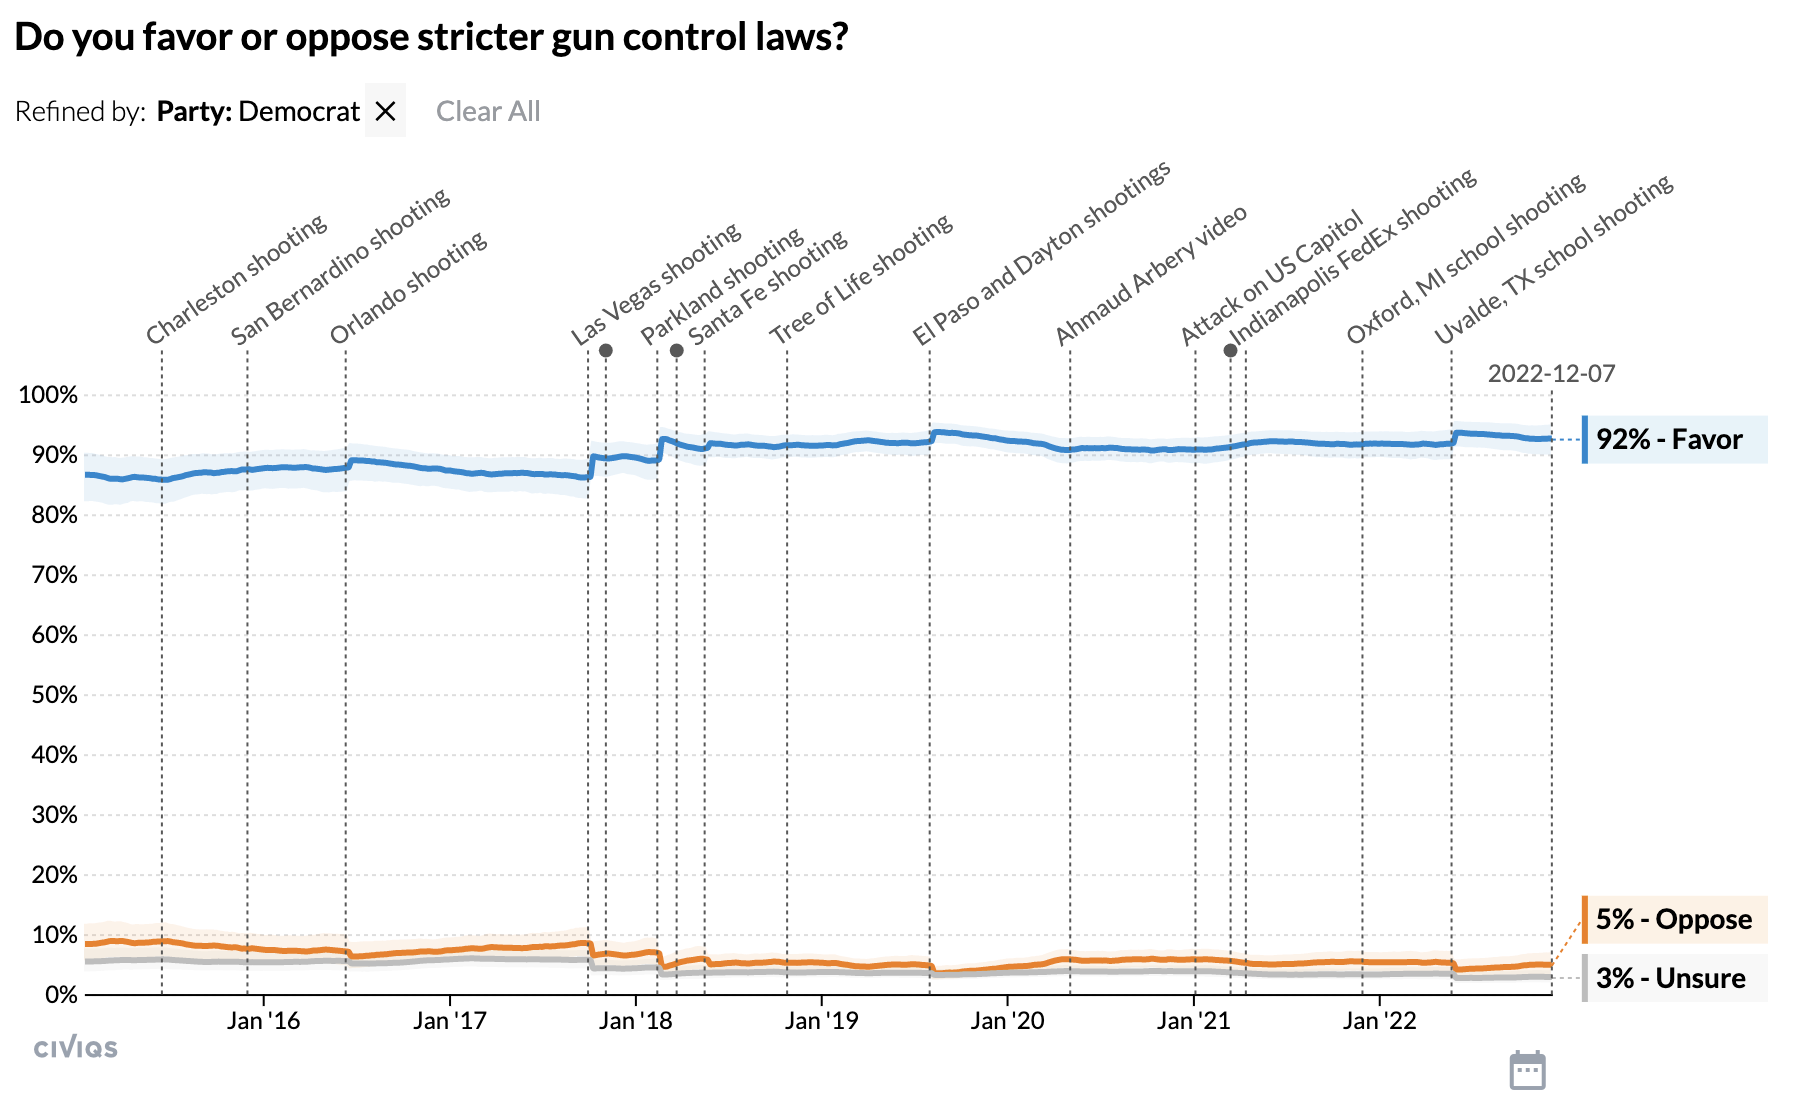 Do you favor or oppose stricter gun control laws?
Refined by: Party: Democrat × Clear All
Charleston shooting
San Bernardino shooting
Orlando shooting
Las Vegas shooting
Parkland shooting
Santa Fe shooting
Tree of Life shooting
El Paso and Dayton shootings
Ahmaud Arbery video
Attack on US Capitol
Indianapolis FedEx shooting
Oxford, MI school shooting
Uvalde, TX school shooting
2022-12-07
100%
90%
80%
70%
60%
50%
40%
30%
20%
10%
0%
92% - Favor
5% - Oppose
3% - Unsure
Jan '16
Jan '17
Jan '18
Jan '19
Jan '20
Jan '21
Jan '22
CIVIQS